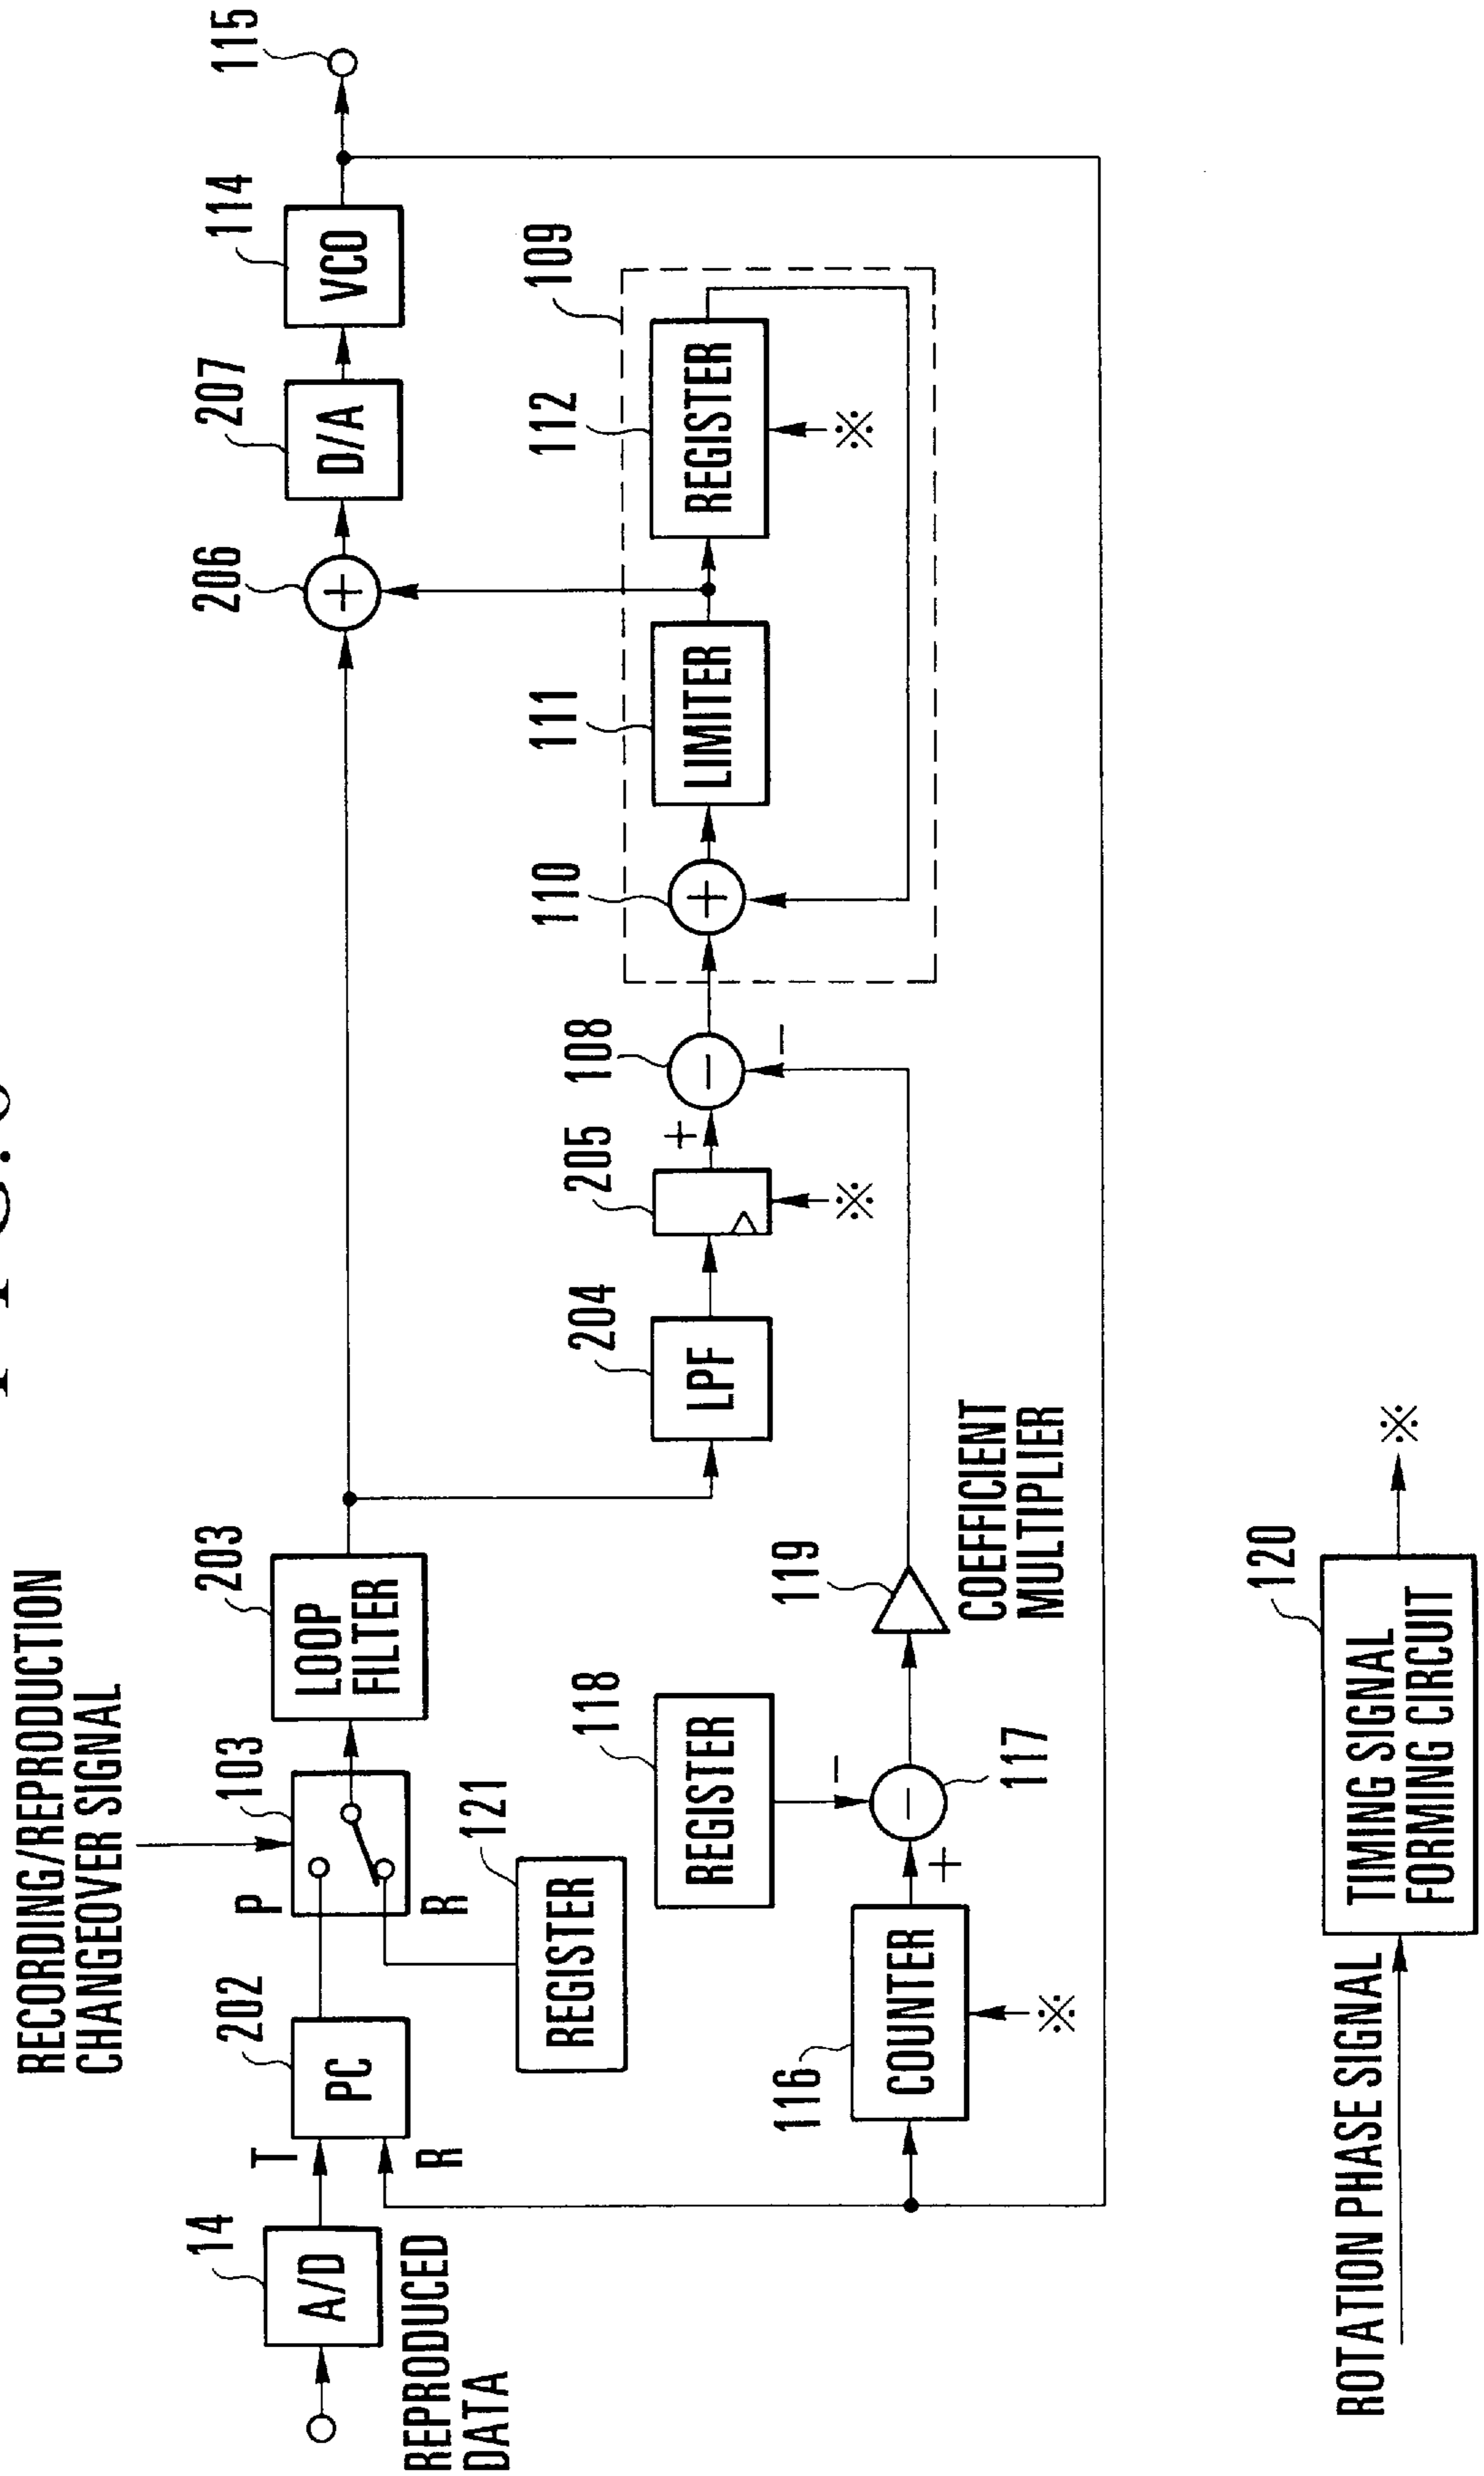 RECORDING/REPRODUCTION
CHANGEOVER SIGNAL
14
A/D
REPRODUCED
DATA
T
R
202
PC
P
R
103
203
LOOP
FILTER
206
+
207
D/A
114
VCO
115
121
REGISTER
118
REGISTER
204
LPF
205
※
+
108
−
−
109
110
+
111
LIMITER
112
REGISTER
※
116
COUNTER
※
+
−
−
117
119
COEFFICIENT
MULTIPLIER
ROTATION PHASE SIGNAL
120
TIMING SIGNAL
FORMING CIRCUIT
※